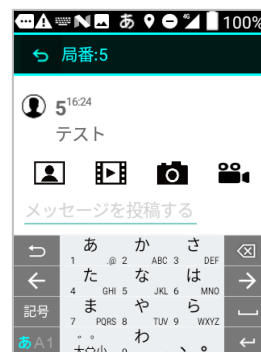 あ 100%
局番:5
5 16:24
テスト
メッセージを投稿する
あ か さ
1 .@ 2 ABC 3 DEF
た な は
4 GHI 5 JKL 6 MNO
記号 ま や ら
7 PQRS 8 TUV 9 WXYZ
あA1 わ